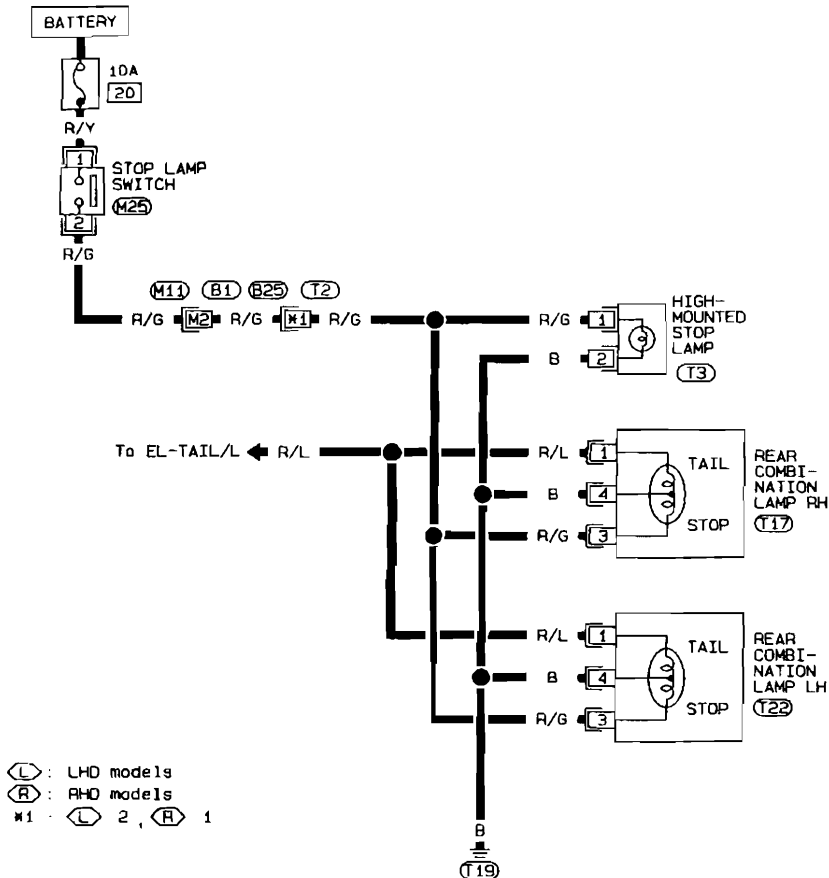 BATTERY
10A
20
R/Y
1
STOP LAMP
SWITCH
M25
2
R/G
M11 B1 B25 T2
R/G M2 R/G *1 R/G
R/G 1
B 2
HIGH-
MOUNTED
STOP
LAMP
T3
To EL-TAIL/L R/L
R/L 1 TAIL
B 4
R/G 3 STOP
REAR
COMBI-
NATION
LAMP RH
T17
R/L 1 TAIL
B 4
R/G 3 STOP
REAR
COMBI-
NATION
LAMP LH
T22
L : LHD models
R : RHD models
*1 · L 2 , R 1
B
T19